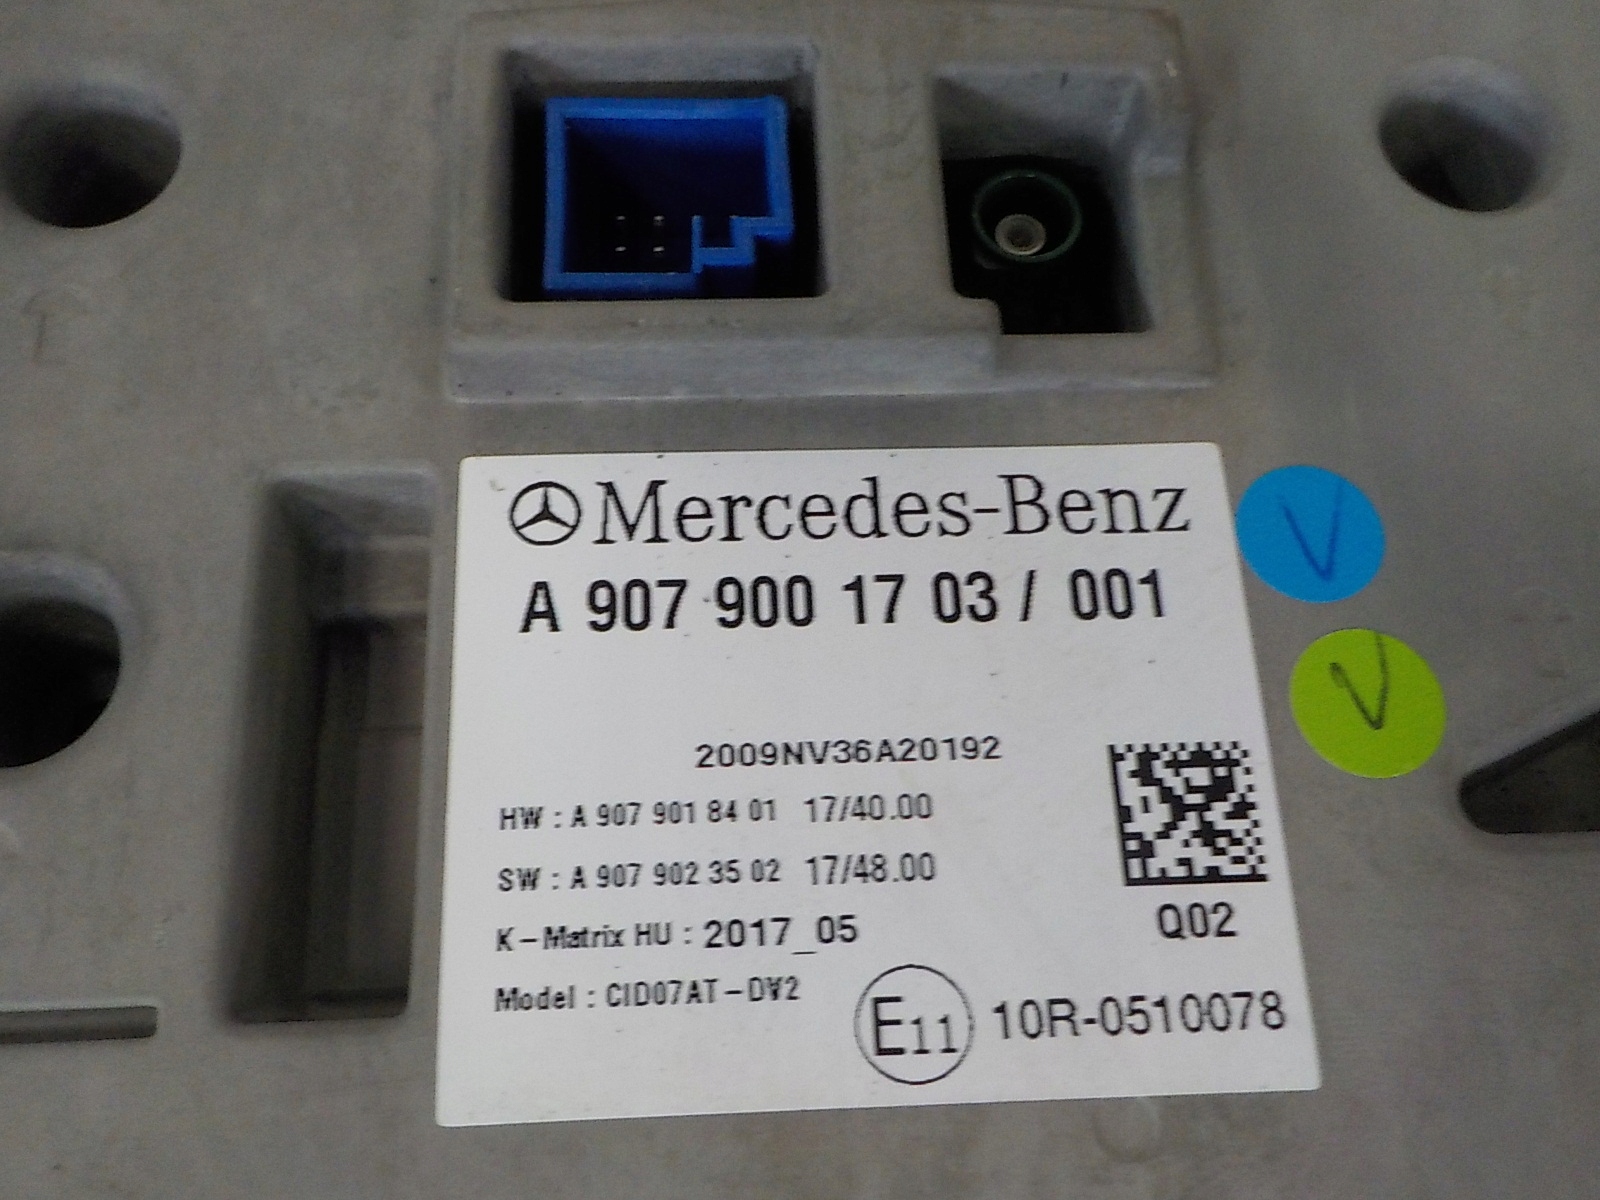 Mercedes-Benz
A 907 900 17 03 / 001
2009NV36A20192
HW : A 907 901 84 01 17/40.00
SW : A 907 902 35 02 17/48.00
K-Matrix HU : 2017_05
Model : CID07AT-DV2
Q02
E11 10R-0510078
V
V